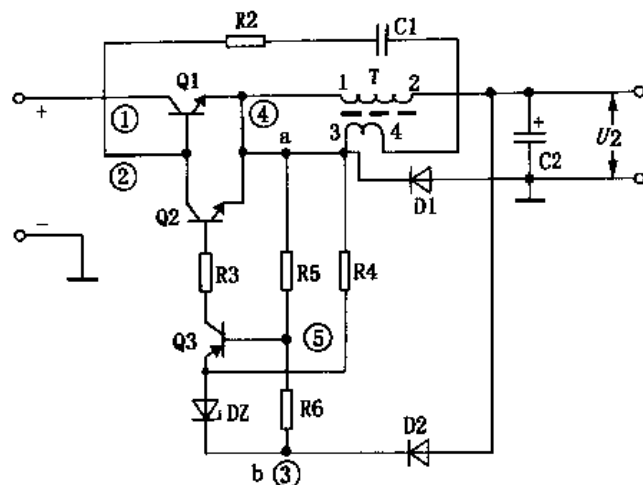 R2
C1
Q1
T
1
2
+
①
④
3
4
a
②
+
C2
U2
D1
Q2
−
R3
R5
R4
Q3
⑤
DZ
R6
D2
b
③